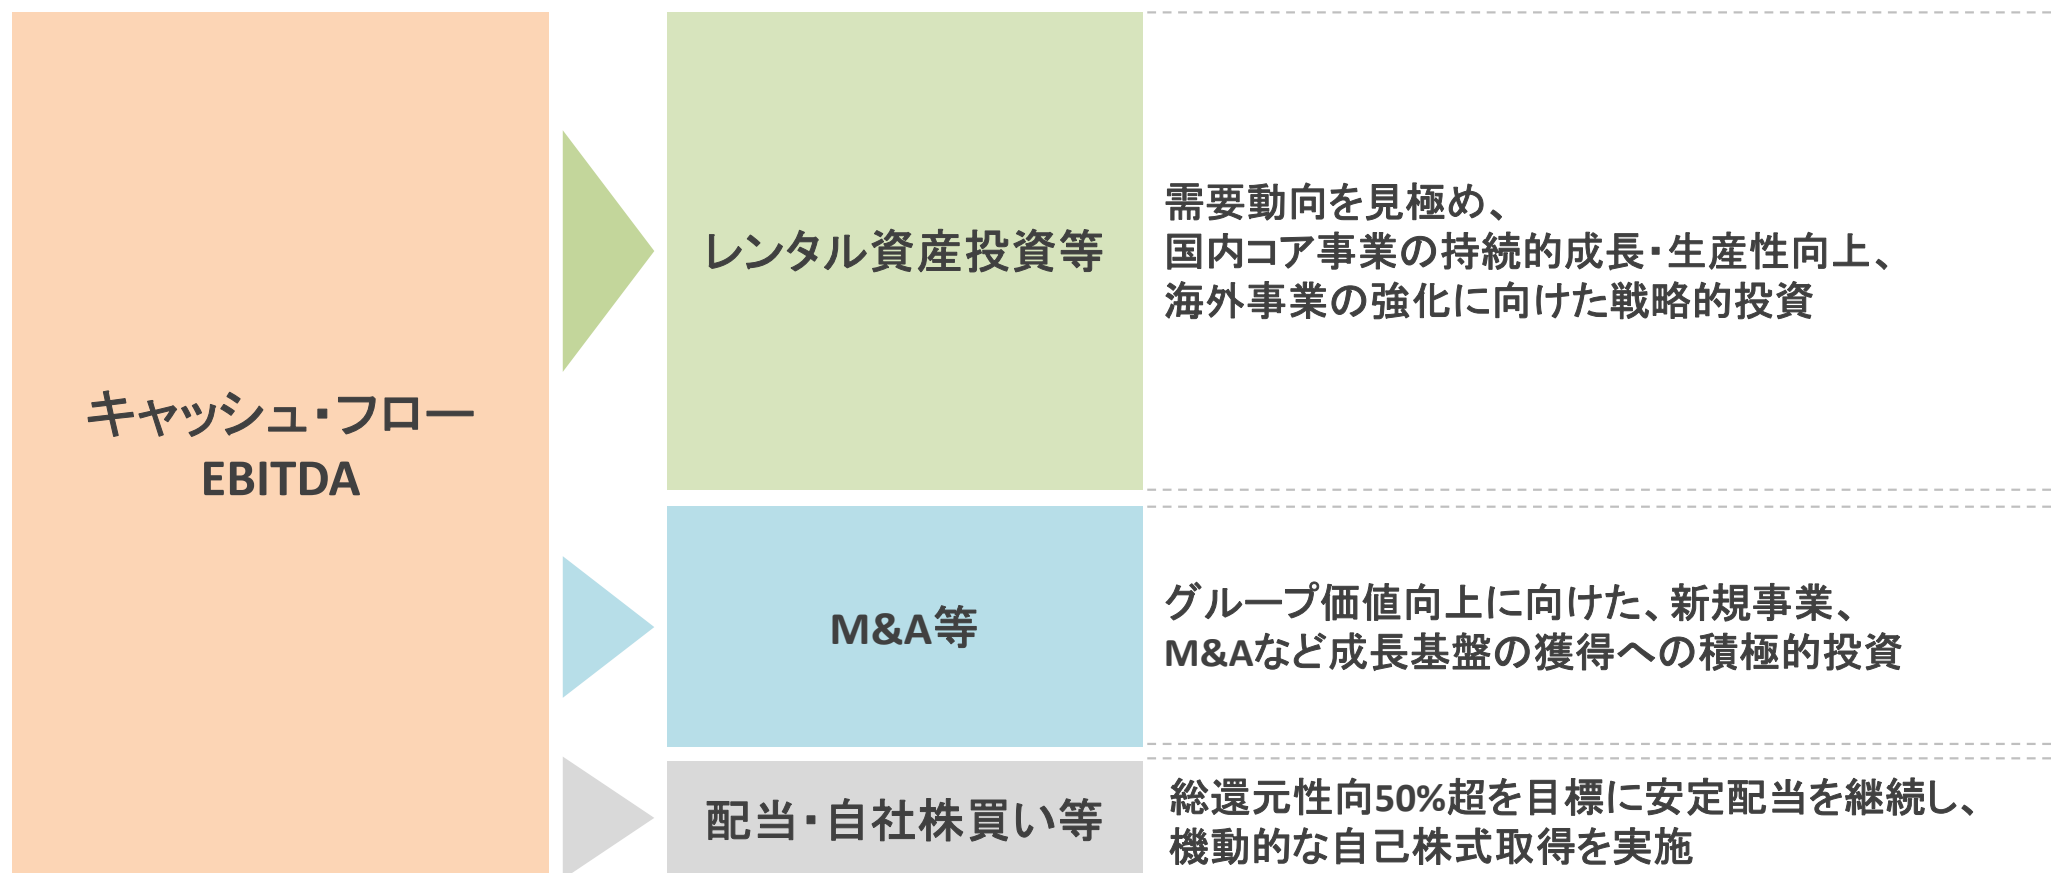 キャッシュ・フロー
EBITDA
レンタル資産投資等
需要動向を見極め、
国内コア事業の持続的成長・生産性向上、
海外事業の強化に向けた戦略的投資
M&A等
グループ価値向上に向けた、新規事業、
M&Aなど成長基盤の獲得への積極的投資
配当・自社株買い等
総還元性向50%超を目標に安定配当を継続し、
機動的な自己株式取得を実施